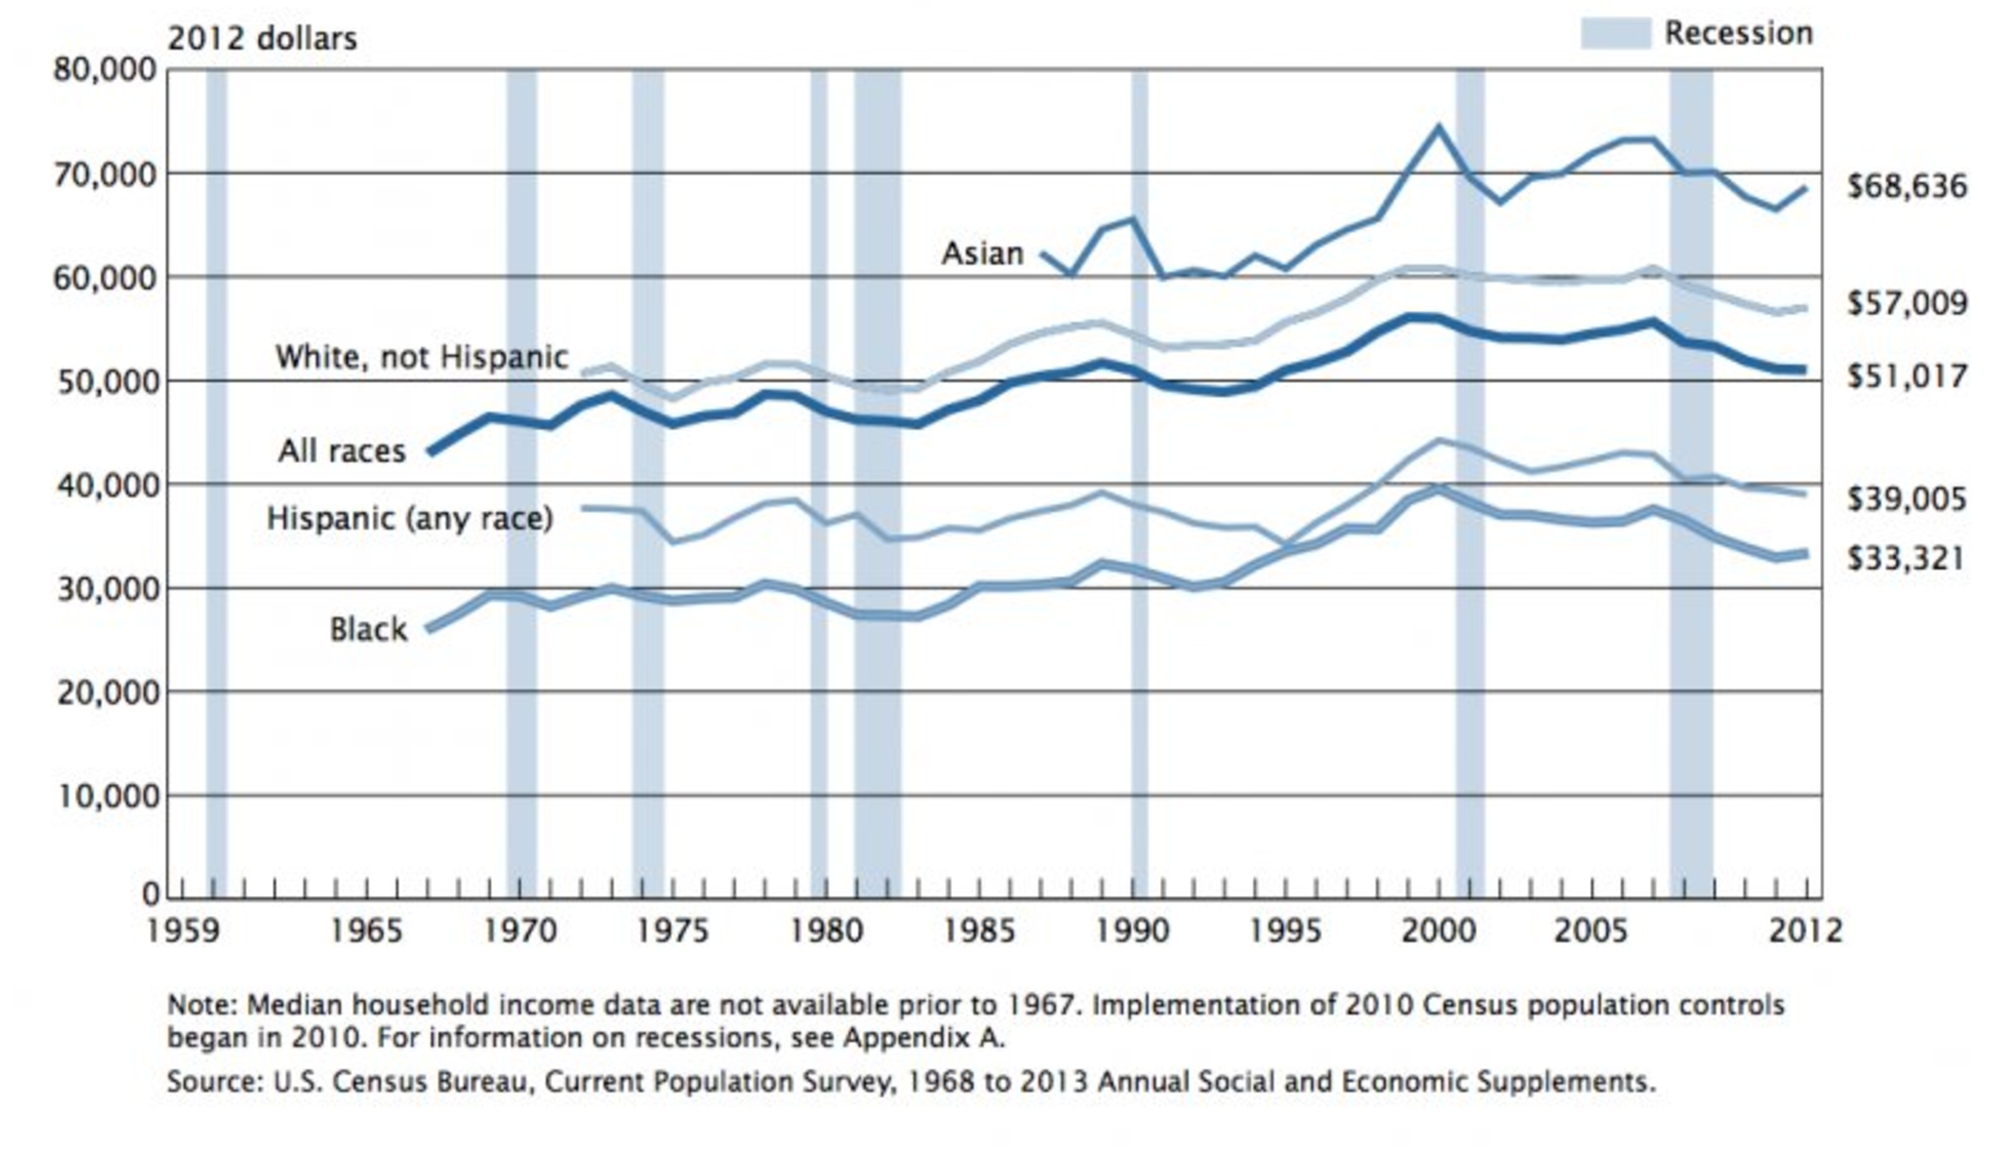 2012 dollars
Recession
80,000
70,000
$68,636
Asian
60,000
$57,009
White, not Hispanic
50,000
$51,017
All races
40,000
$39,005
Hispanic (any race)
$33,321
30,000
Black
20,000
10,000
0
1959 1965 1970 1975 1980 1985 1990 1995 2000 2005 2012
Note: Median household income data are not available prior to 1967. Implementation of 2010 Census population controls
began in 2010. For information on recessions, see Appendix A.
Source: U.S. Census Bureau, Current Population Survey, 1968 to 2013 Annual Social and Economic Supplements.